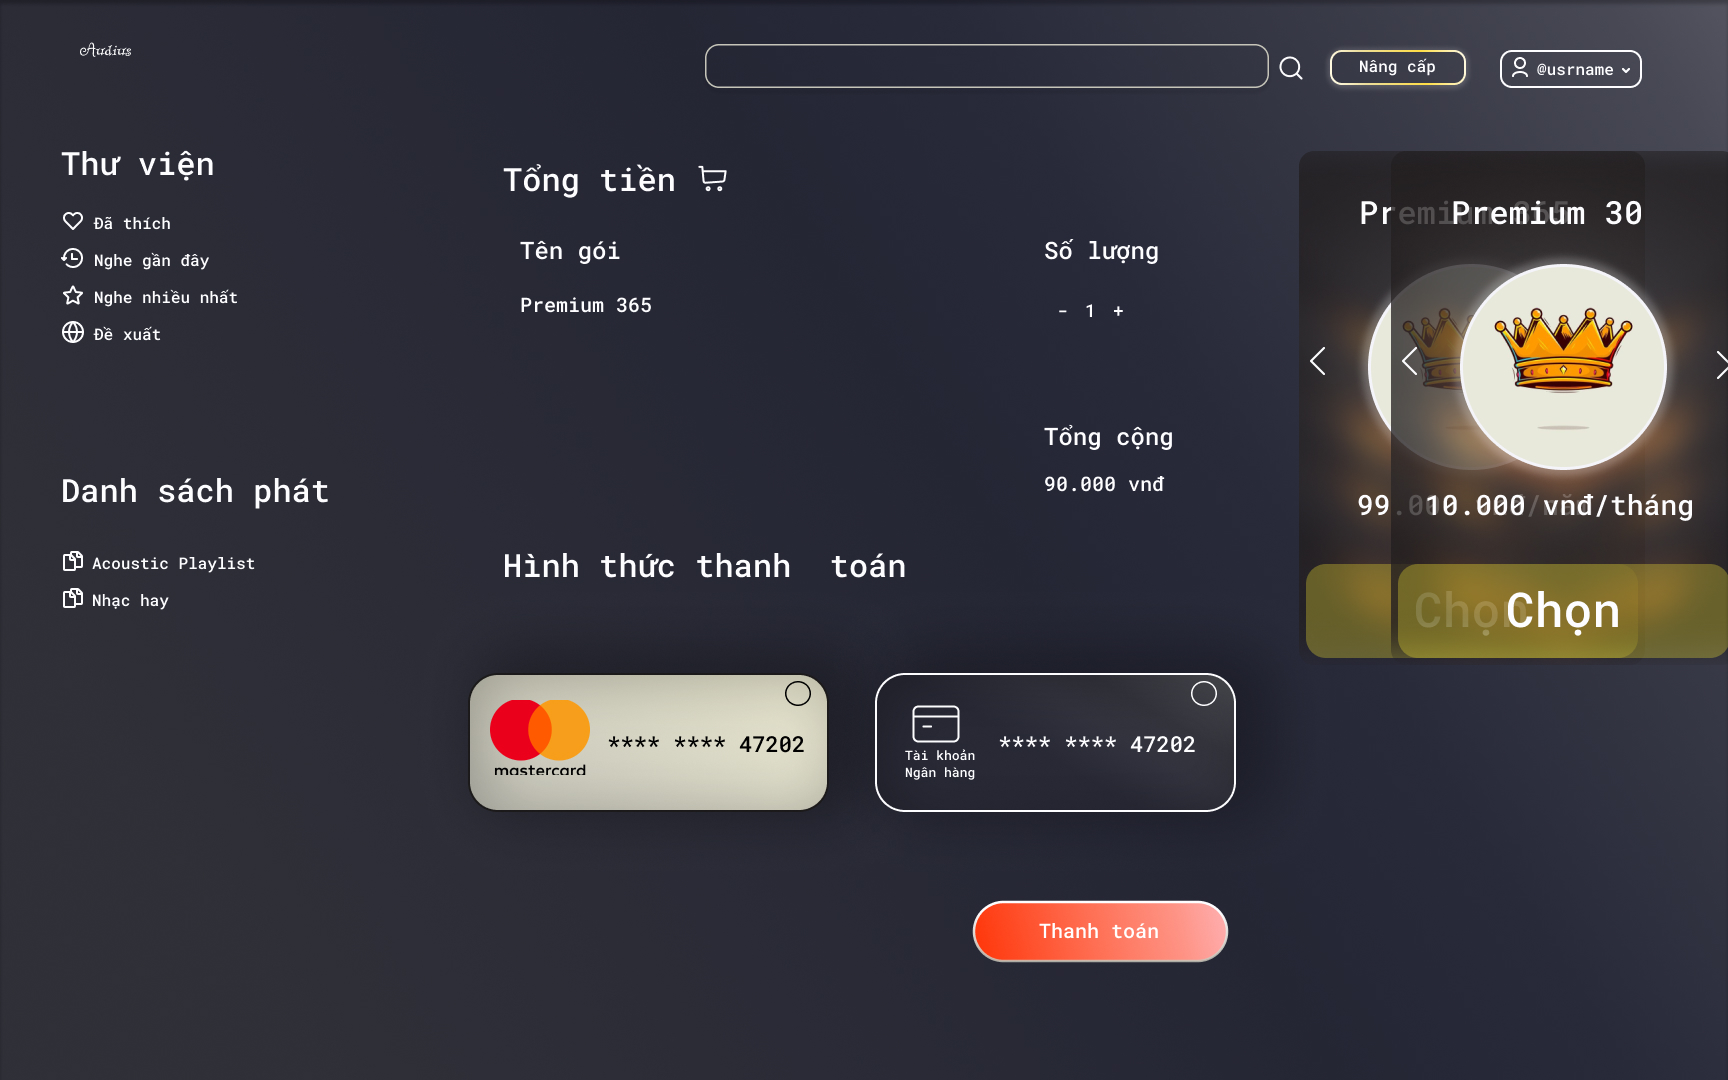 Audius
Nâng cấp
@usrname
Thư viện
Đã thích
Nghe gần đây
Nghe nhiều nhất
Đề xuất
Danh sách phát
Acoustic Playlist
Nhạc hay
Tổng tiền
Tên gói
Số lượng
Premium 365
- 1 +
Tổng cộng
90.000 vnđ
Hình thức thanh toán
mastercard
**** **** 47202
Tài khoản
Ngân hàng
**** **** 47202
Thanh toán
Premium 365
Premium 30
10.000 vnđ/tháng
Chọn
Chọn